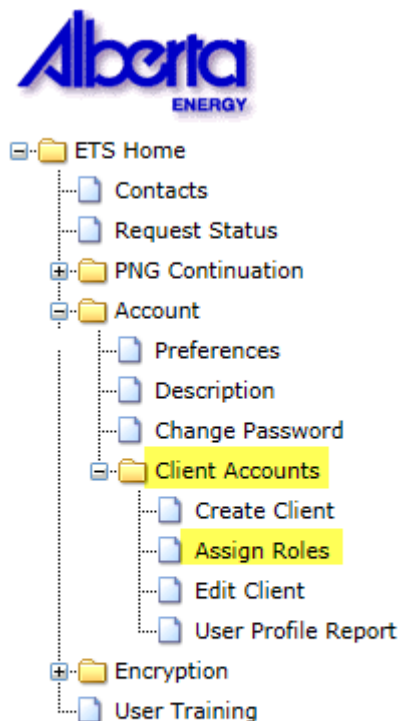 Alberta
ENERGY
ETS Home
Contacts
Request Status
PNG Continuation
Account
Preferences
Description
Change Password
Client Accounts
Create Client
Assign Roles
Edit Client
User Profile Report
Encryption
User Training